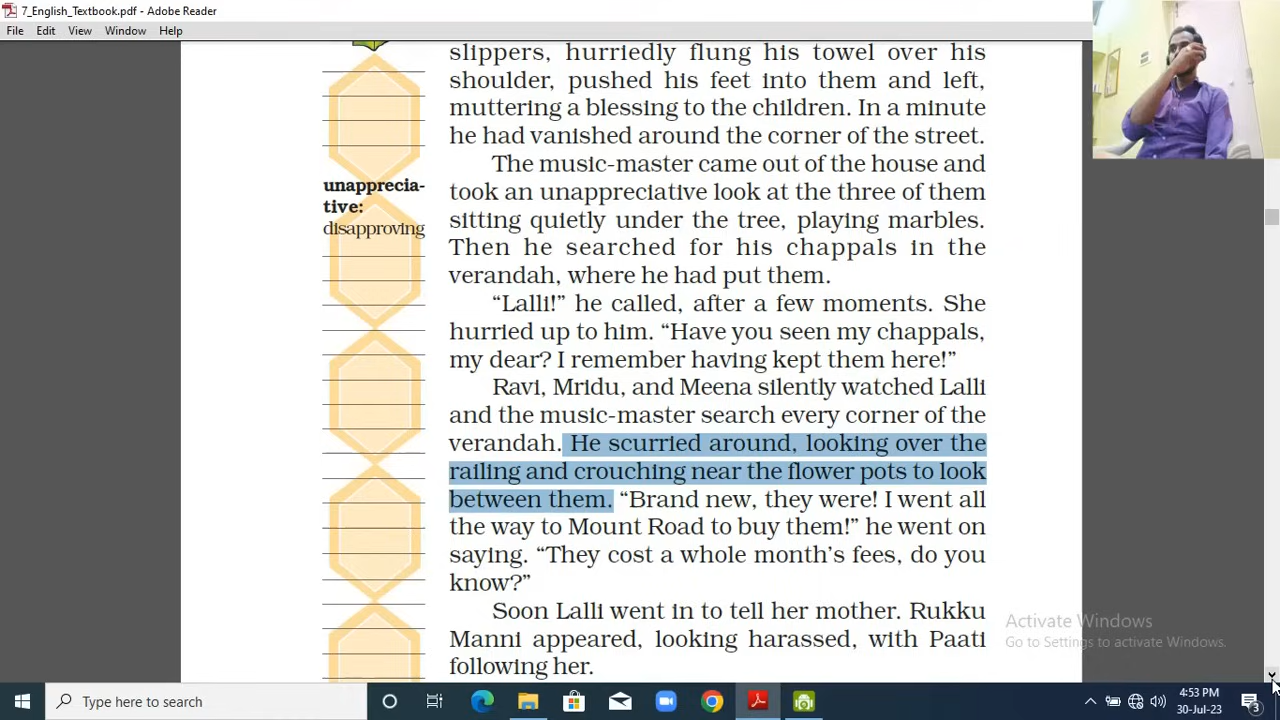 7_English_Textbook.pdf - Adobe Reader
File Edit View Window Help
slippers, hurriedly flung his towel over his
shoulder, pushed his feet into them and left,
muttering a blessing to the children. In a minute
he had vanished around the corner of the street.
The music-master came out of the house and
took an unappreciative look at the three of them
sitting quietly under the tree, playing marbles.
Then he searched for his chappals in the
verandah, where he had put them.
unapprecia-
tive:
disapproving
“Lalli!” he called, after a few moments. She
hurried up to him. “Have you seen my chappals,
my dear? I remember having kept them here!”
Ravi, Mridu, and Meena silently watched Lalli
and the music-master search every corner of the
verandah. He scurried around, looking over the
railing and crouching near the flower pots to look
between them. “Brand new, they were! I went all
the way to Mount Road to buy them!” he went on
saying. “They cost a whole month’s fees, do you
know?”
Soon Lalli went in to tell her mother. Rukku
Manni appeared, looking harassed, with Paati
following her.
Activate Windows
Go to Settings to activate Windows.
Type here to search
4:53 PM
30-Jul-23
3